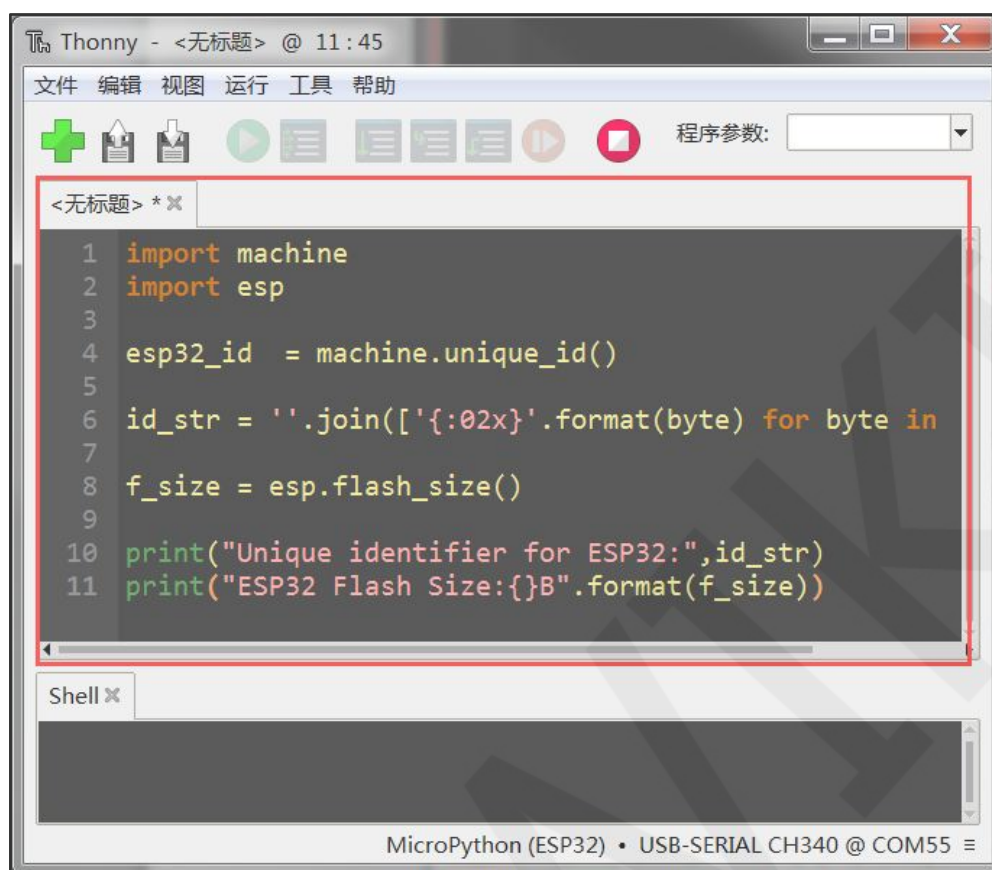 Thonny - <无标题> @ 11:45
文件 编辑 视图 运行 工具 帮助
程序参数:
<无标题> *
1 import machine
2 import esp
3
4 esp32_id  = machine.unique_id()
5
6 id_str = ''.join(['{:02x}'.format(byte) for byte in
7
8 f_size = esp.flash_size()
9
10 print("Unique identifier for ESP32:",id_str)
11 print("ESP32 Flash Size:{}B".format(f_size))
Shell
MicroPython (ESP32) • USB-SERIAL CH340 @ COM55 ≡